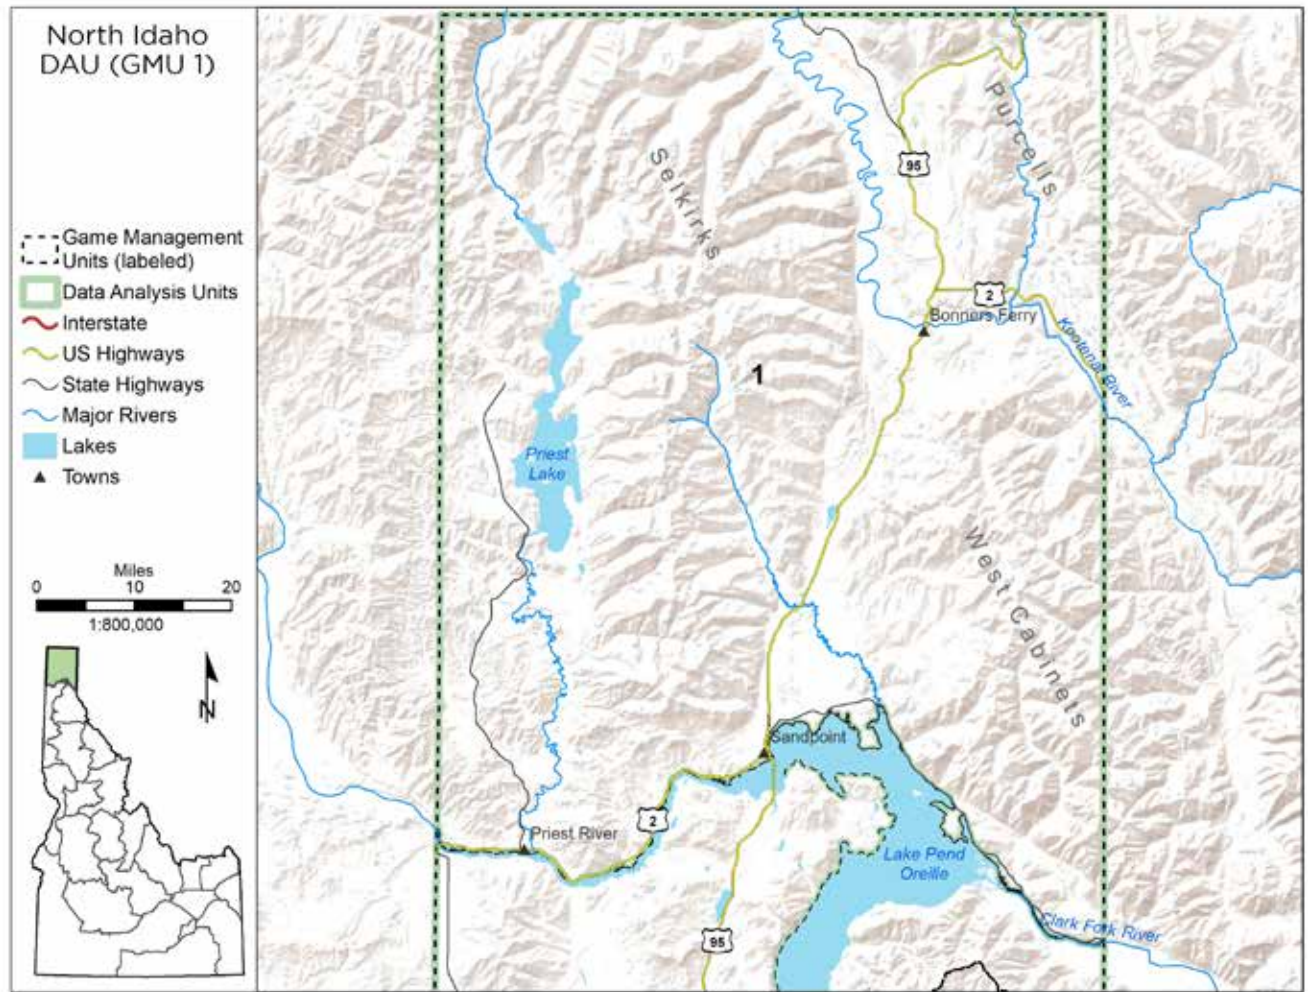 North Idaho
DAU (GMU 1)
Game Management
Units (labeled)
Data Analysis Units
Interstate
US Highways
State Highways
Major Rivers
Lakes
Towns
Miles
0 10 20
1:800,000
N
Selkirks
Purcells
95
2
Bonners Ferry
Kootenai River
1
Priest
Lake
West Cabinets
Sandpoint
2
Priest River
Lake Pend
Oreille
Clark Fork River
95